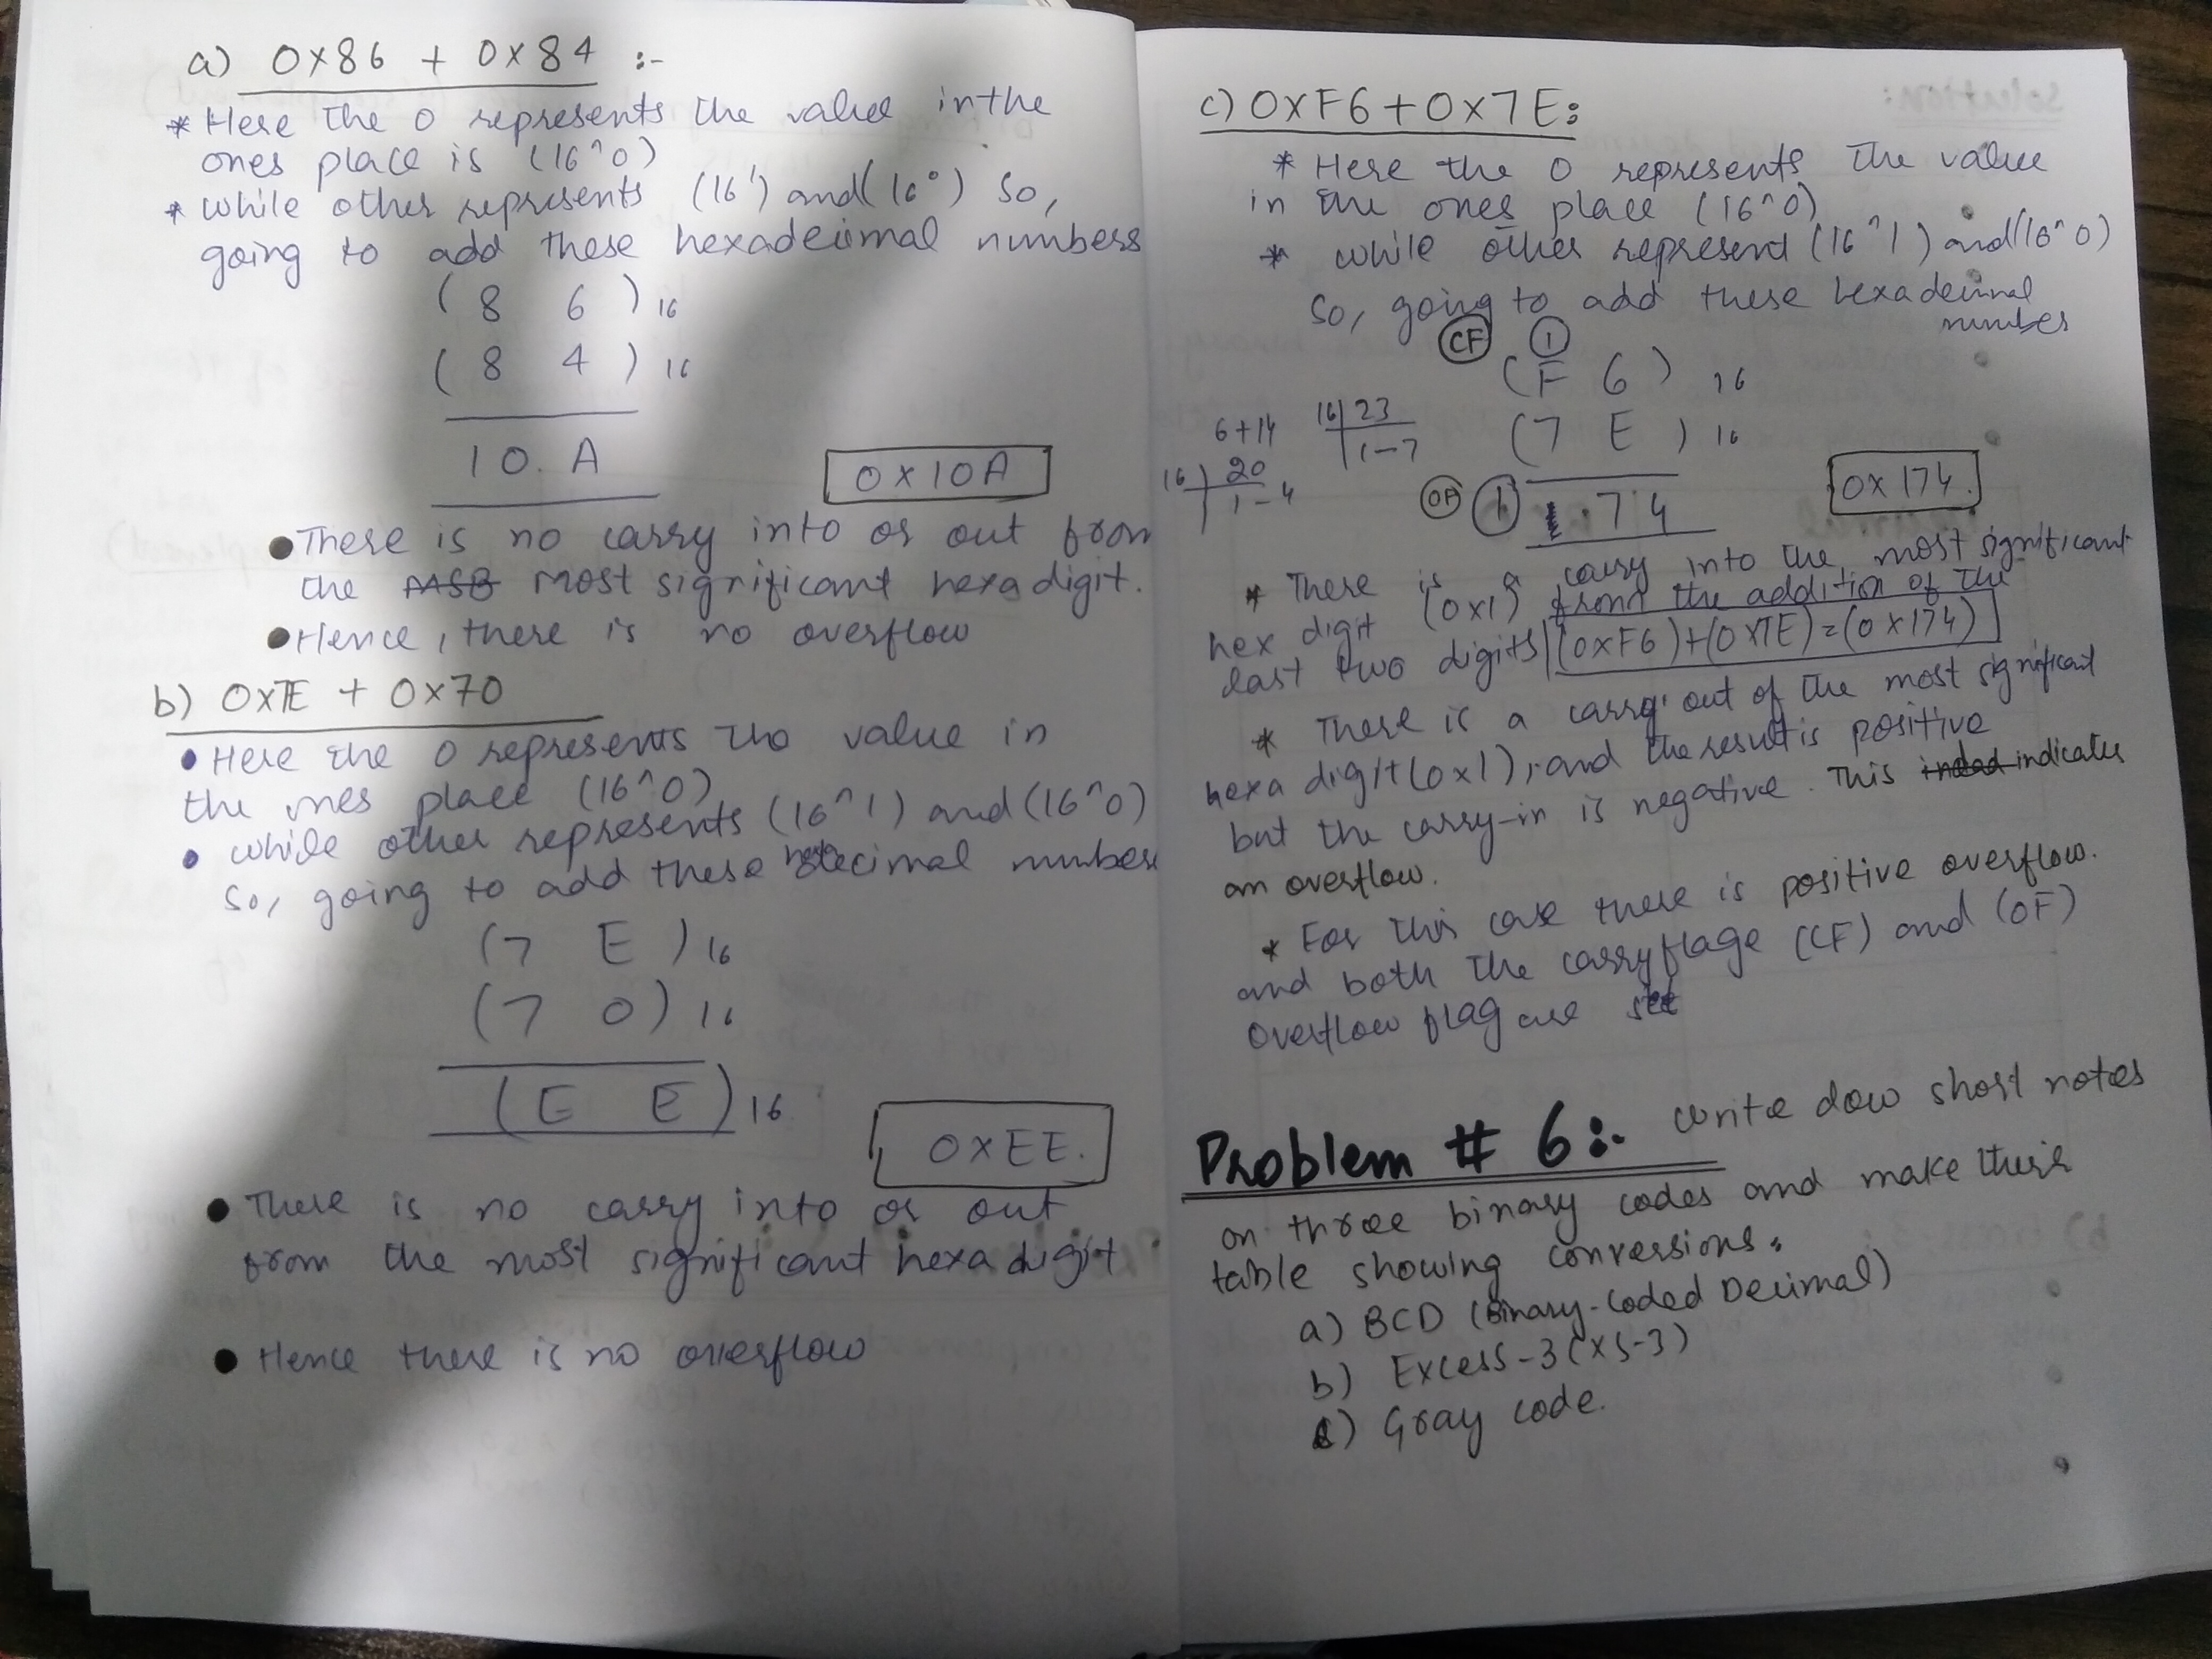 a) 0x86 + 0x84 :-
* Here the 0 represents the value in the
ones place is (16^0)
* while other represents (16¹) and (16°) So,
going to add these hexadecimal numbers
( 8 6 ) 16
( 8 4 ) 16
10. A
0x10A
● There is no carry into or out from
the MSB most significant hexa digit.
● Hence, there is no overflow
b) 0x7E + 0x70
• Here the 0 represents the value in
the ones place (16^0)
• while other represents (16^1) and (16^0)
So, going to add these hexadecimal number
(7 E )16
(7 0) 16
(E E)16
0xEE.
● There is no carry into or out
from the most significant hexa digit.
● Hence there is no overflow
c) 0xF6+0x7E:
* Here the 0 represents the value
in the ones place (16^0)
* while other represent (16^1) and (16^0)
So, going to add these hexadecimal
number
CF 1
(F 6 ) 16
16 23
6+14
1-7
(7 E ) 16
16 20
1-4
OF 1 1.74
0x174.
* There is a carry into the most significant
hex digit (0x1) from the addition of the
last two digits (0xF6)+(0x7E)=(0x174)
* There is a carry out of the most significant
hexa digit (0x1), and the result is positive
but the carry-in is negative. This indicates
an overflow.
* For this case there is positive overflow.
and both the carryflage (CF) and (OF)
Overflow flag are set
Problem # 6:- write dow short notes
on three binary codes and make their
table showing conversions.
a) BCD (Binary-coded Decimal)
b) Excess-3 (XS-3)
c) Gray code.